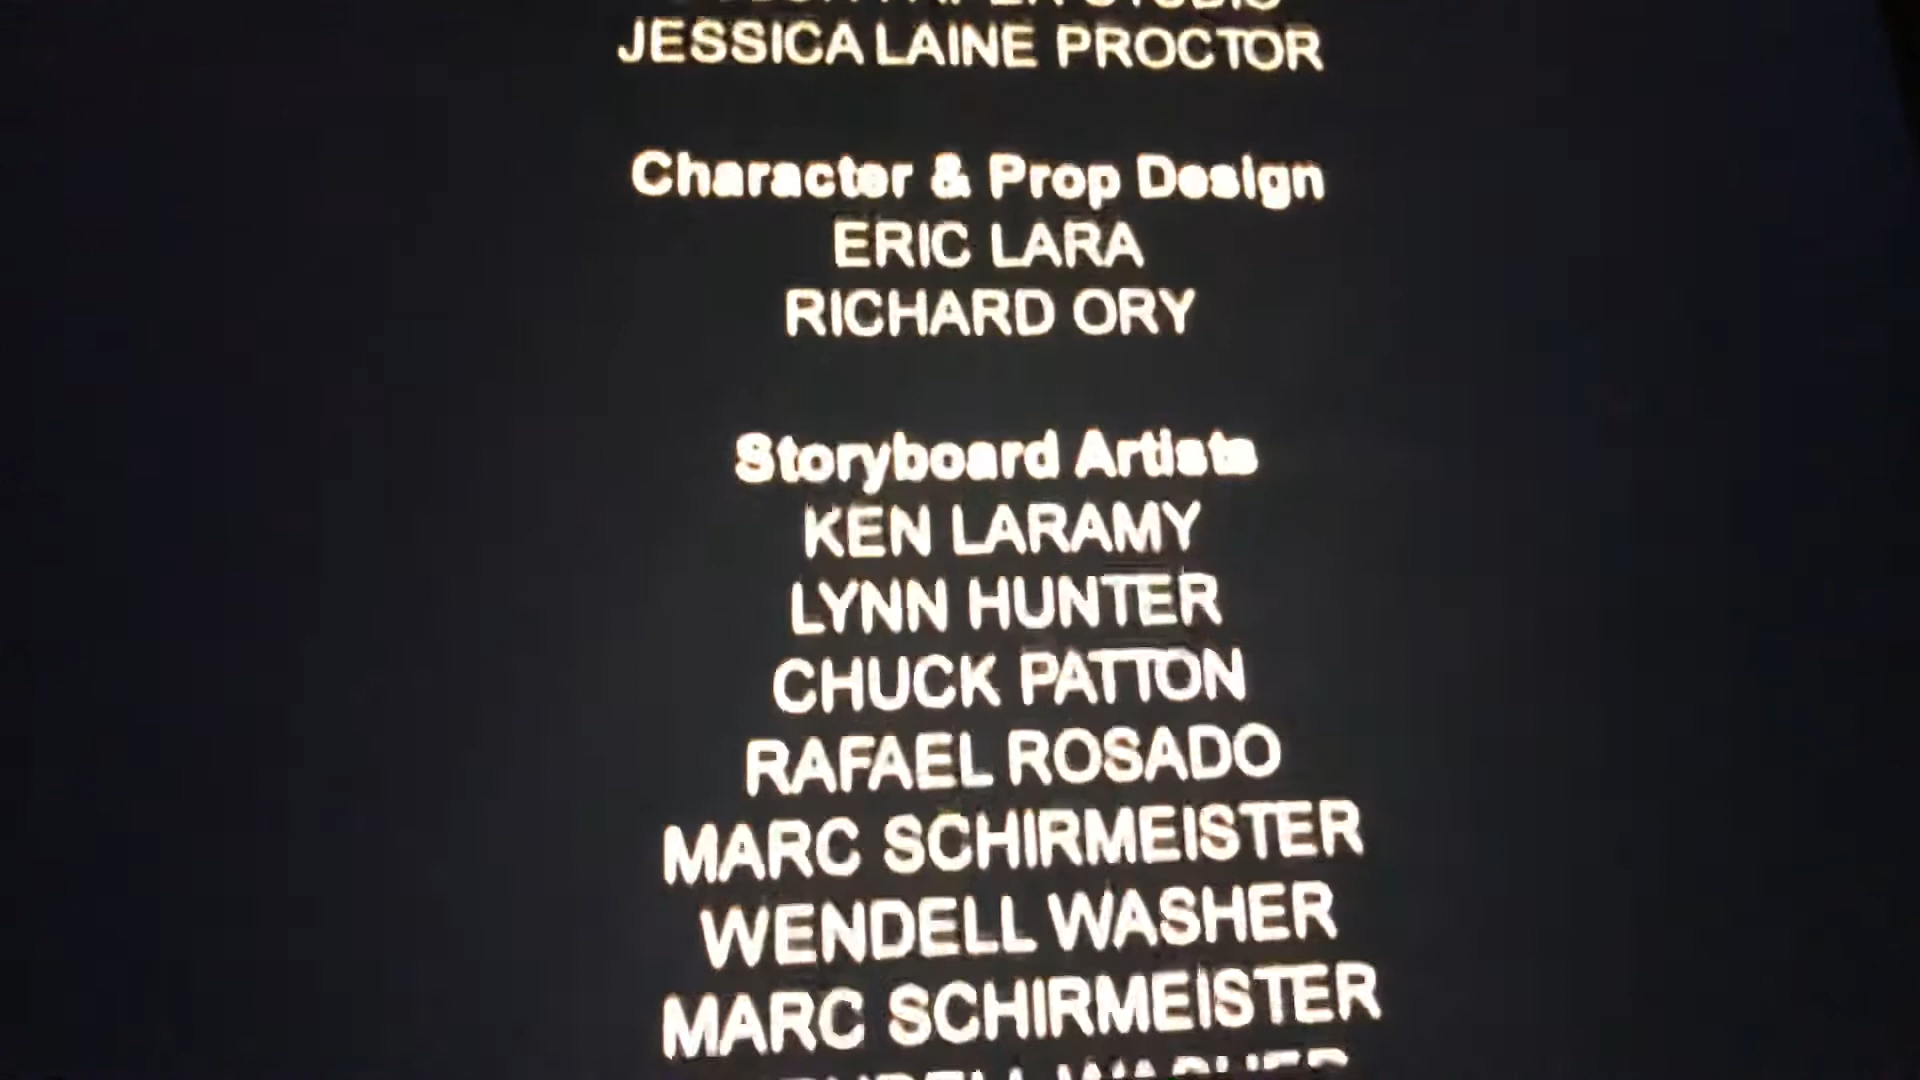 JESSICA LAINE PROCTOR
Character & Prop Design
ERIC LARA
RICHARD ORY
Storyboard Artists
KEN LARAMY
LYNN HUNTER
CHUCK PATTON
RAFAEL ROSADO
MARC SCHIRMEISTER
WENDELL WASHER
MARC SCHIRMEISTER